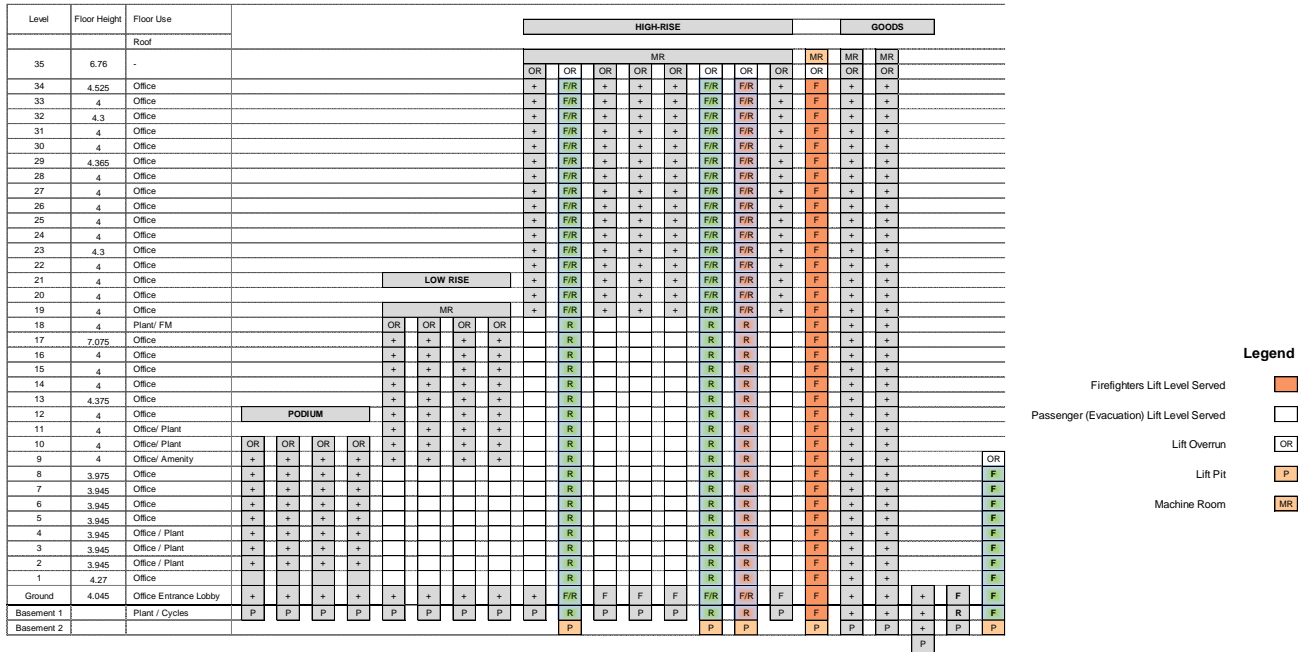 Level Floor Height Floor Use
HIGH-RISE GOODS
Roof
MR MR MR MR
35 6.76 -
OR OR OR OR OR OR OR OR OR OR OR
34 4.525 Office + F/R + + + F/R F/R + F + +
33 4 Office + F/R + + + F/R F/R + F + +
32 4.3 Office + F/R + + + F/R F/R + F + +
31 4 Office + F/R + + + F/R F/R + F + +
30 4 Office + F/R + + + F/R F/R + F + +
29 4.365 Office + F/R + + + F/R F/R + F + +
28 4 Office + F/R + + + F/R F/R + F + +
27 4 Office + F/R + + + F/R F/R + F + +
26 4 Office + F/R + + + F/R F/R + F + +
25 4 Office + F/R + + + F/R F/R + F + +
24 4 Office + F/R + + + F/R F/R + F + +
23 4.3 Office + F/R + + + F/R F/R + F + +
22 4 Office + F/R + + + F/R F/R + F + +
21 4 Office LOW RISE + F/R + + + F/R F/R + F + +
20 4 Office + F/R + + + F/R F/R + F + +
19 4 Office MR + F/R + + + F/R F/R + F + +
18 4 Plant/ FM OR OR OR OR R R R F + +
17 7.075 Office + + + + R R R F + +
16 4 Office + + + + R R R F + +
15 4 Office + + + + R R R F + +
14 4 Office + + + + R R R F + +
13 4.375 Office + + + + R R R F + +
12 4 Office PODIUM + + + + R R R F + +
11 4 Office/ Plant + + + + R R R F + +
10 4 Office/ Plant OR OR OR OR + + + + R R R F + +
9 4 Office/ Amenity + + + + + + + + R R R F + + OR
8 3.975 Office + + + + R R R F + + F
7 3.945 Office + + + + R R R F + + F
6 3.945 Office + + + + R R R F + + F
5 3.945 Office + + + + R R R F + + F
4 3.945 Office / Plant + + + + R R R F + + F
3 3.945 Office / Plant + + + + R R R F + + F
2 3.945 Office / Plant + + + + R R R F + + F
1 4.27 Office R R R F + + F
Ground 4.045 Office Entrance Lobby + + + + + + + + + F/R F F F F/R F/R F F + + + F F
Basement 1 Plant / Cycles P P P P P P P P P R P P P R R P F + + + R F
Basement 2 P P P P P P + P P
P
Legend
Firefighters Lift Level Served
Passenger (Evacuation) Lift Level Served
Lift Overrun OR
Lift Pit P
Machine Room MR